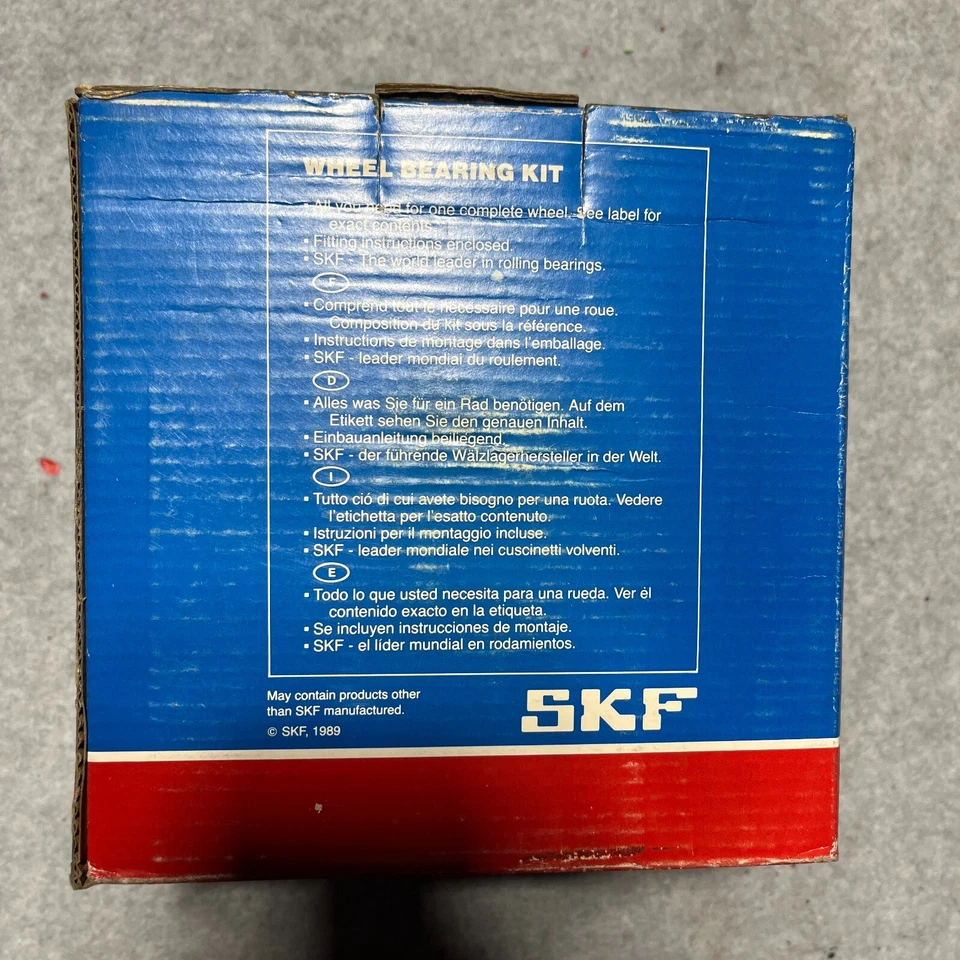 WHEEL BEARING KIT
▪ All you need for one complete wheel. See label for
exact contents.
▪ Fitting instructions enclosed.
▪ SKF - The world leader in rolling bearings.
F
▪ Comprend tout le nécessaire pour une roue.
Composition du kit sous la référence.
▪ Instructions de montage dans l'emballage.
▪ SKF - leader mondial du roulement.
D
▪ Alles was Sie für ein Rad benötigen. Auf dem
Etikett sehen Sie den genauen Inhalt.
▪ Einbauanleitung beiliegend.
▪ SKF - der führende Wälzlagerhersteller in der Welt.
I
▪ Tutto ció di cui avete bisogno per una ruota. Vedere
l'etichetta per l'esatto contenuto.
▪ Istruzioni per il montaggio incluse.
▪ SKF - leader mondiale nei cuscinetti volventi.
E
▪ Todo lo que usted necesita para una rueda. Ver el
contenido exacto en la etiqueta.
▪ Se incluyen instrucciones de montaje.
▪ SKF - el líder mundial en rodamientos.
May contain products other
than SKF manufactured.
© SKF, 1989
SKF